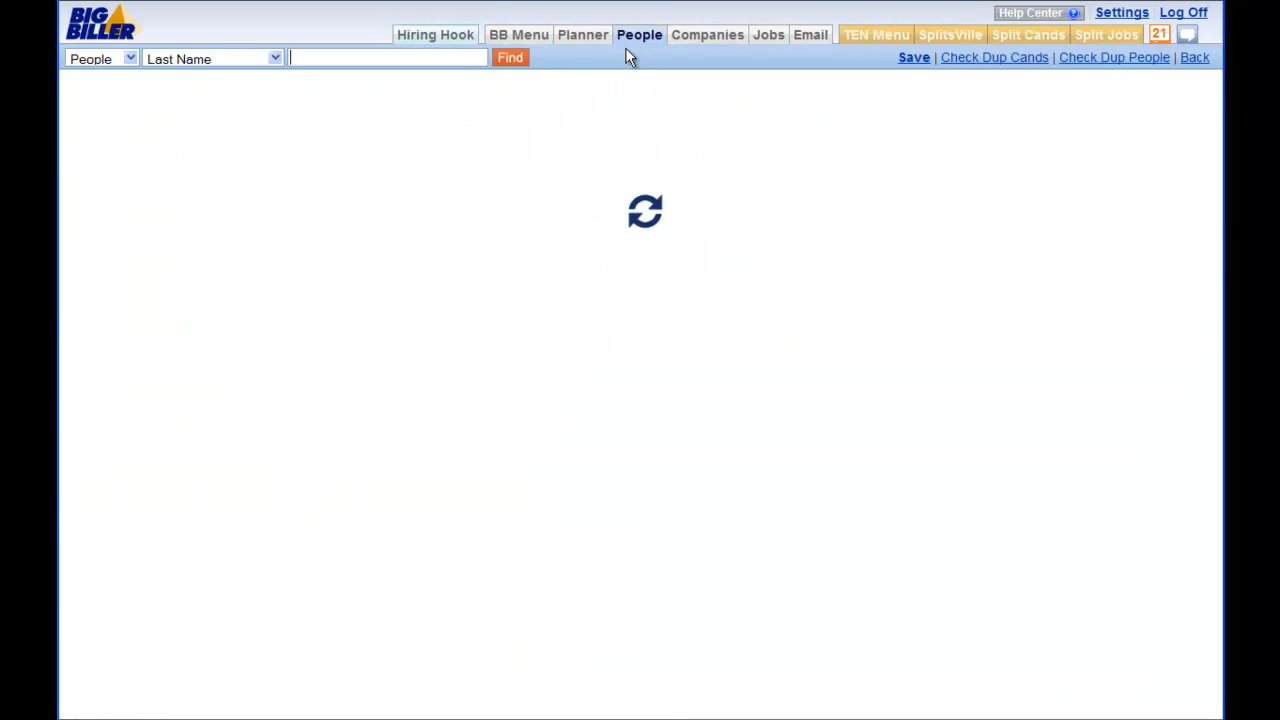 BIG
BILLER
Help Center ?
Settings
Log Off
Hiring Hook
BB Menu
Planner
People
Companies
Jobs
Email
TEN Menu
SplitsVille
Split Cands
Split Jobs
21
People
Last Name
Find
Save | Check Dup Cands | Check Dup People | Back